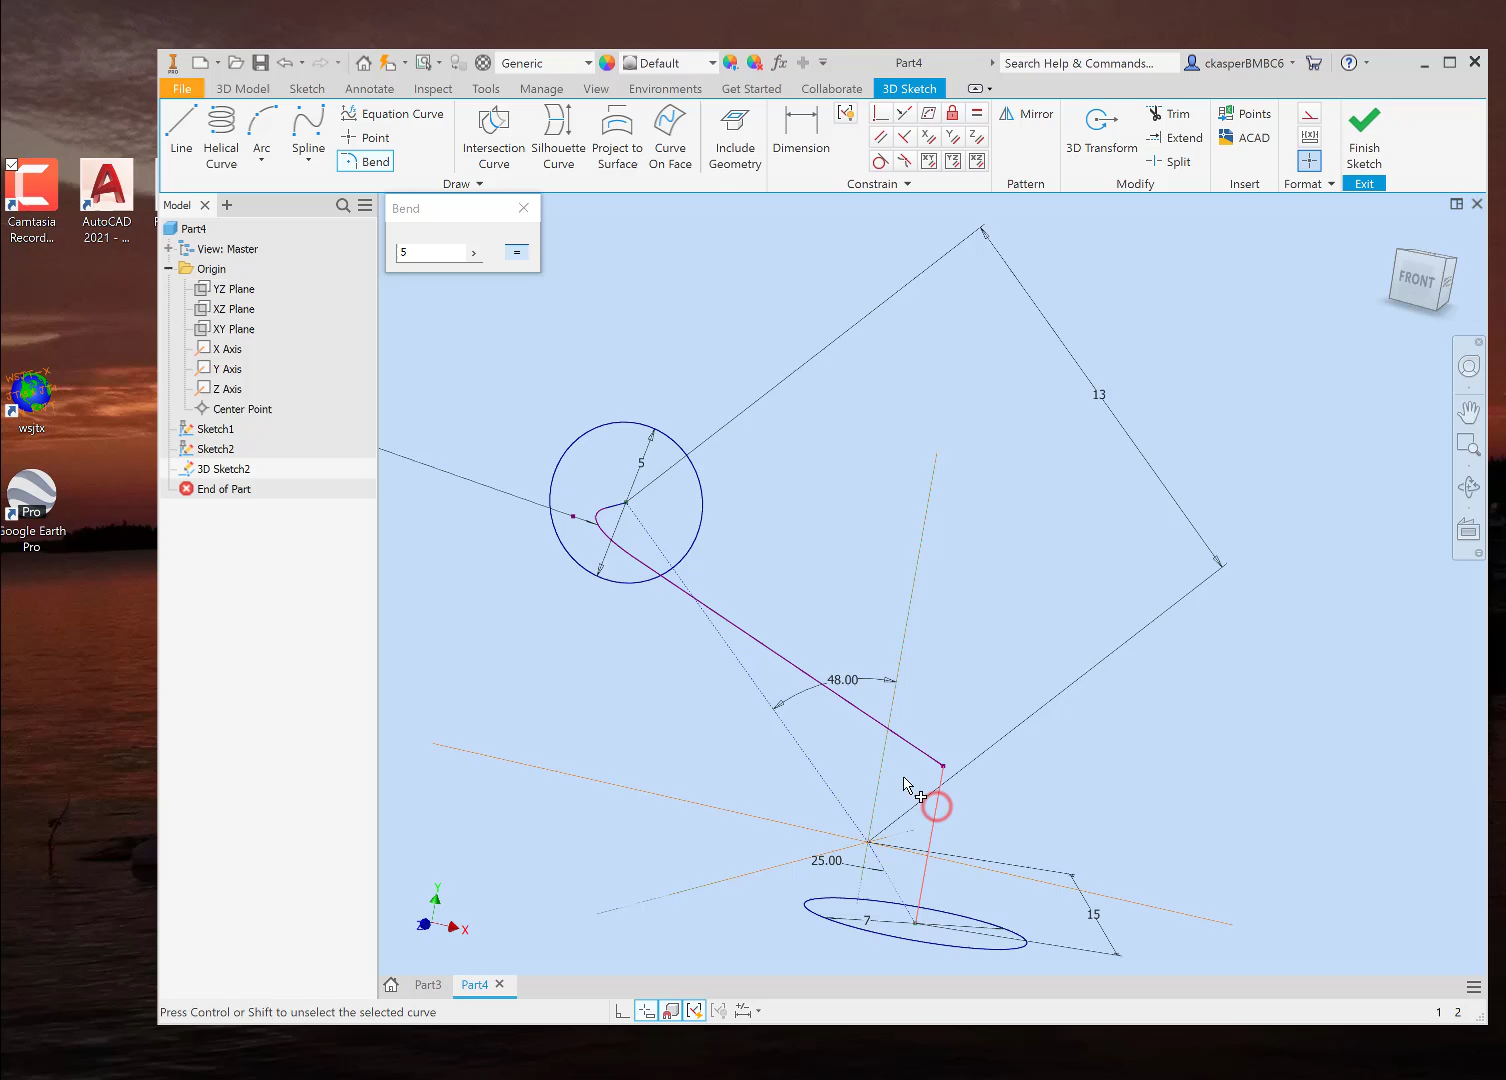 PRO
Generic
Default
fx
Part4
Search Help & Commands...
ckasperBMBC6
File
3D Model
Sketch
Annotate
Inspect
Tools
Manage
View
Environments
Get Started
Collaborate
3D Sketch
Line
Helical
Curve
Arc
Spline
Equation Curve
Point
Bend
Draw
Intersection
Curve
Silhouette
Curve
Project to
Surface
Curve
On Face
Include
Geometry
Dimension
Constrain
Mirror
Pattern
3D Transform
Trim
Extend
Split
Modify
Points
ACAD
Insert
Format
Finish
Sketch
Exit
Camtasia
Record...
AutoCAD
2021 - ...
wsjtx
Pro
Google Earth
Pro
Model
Part4
View: Master
Origin
YZ Plane
XZ Plane
XY Plane
X Axis
Y Axis
Z Axis
Center Point
Sketch1
Sketch2
3D Sketch2
End of Part
Bend
5
=
FRONT
13
5
48.00
25.00
7
15
Y
Z
X
Part3
Part4
Press Control or Shift to unselect the selected curve
1 2